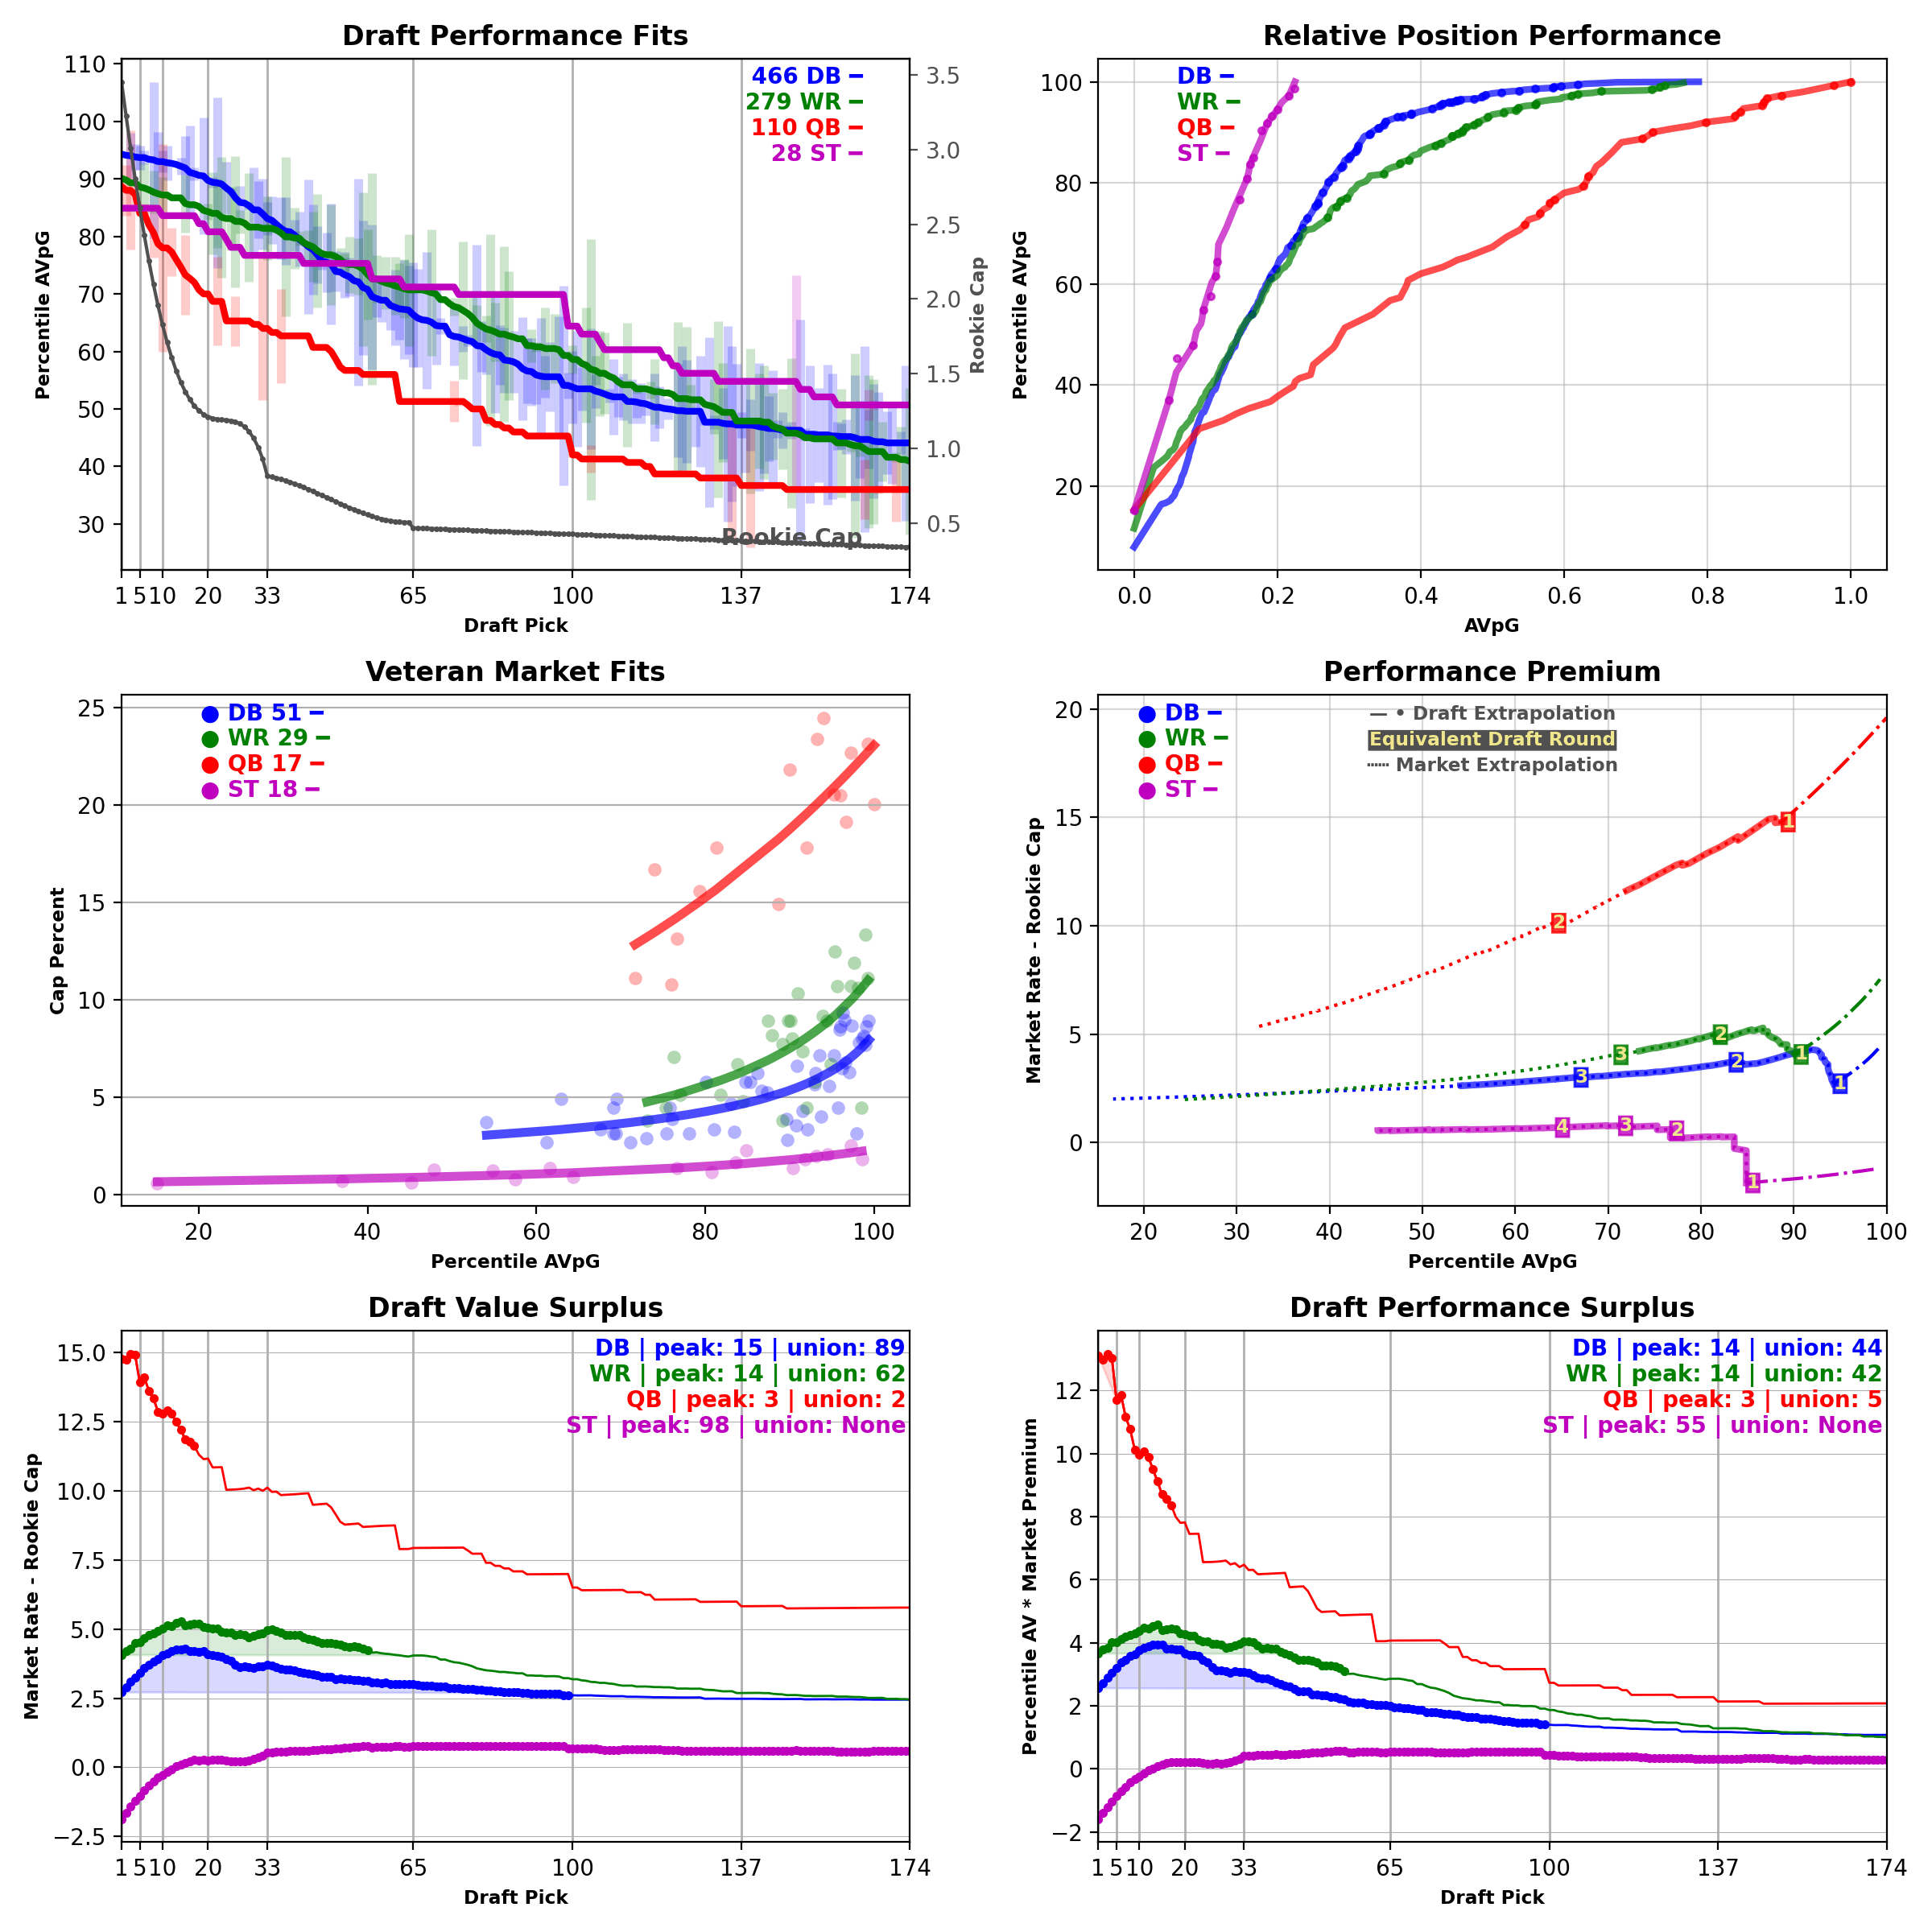 Draft Performance Fits
110
100
90
80
70
60
50
40
30
Percentile AVpG
466 DB –
279 WR –
110 QB –
28 ST –
3.5
3.0
2.5
2.0
1.5
1.0
0.5
Rookie Cap
Rookie Cap
1 5 10 20 33 65 100 137 174
Draft Pick
Relative Position Performance
DB –
WR –
QB –
ST –
100
80
60
40
20
Percentile AVpG
0.0 0.2 0.4 0.6 0.8 1.0
AVpG
Veteran Market Fits
DB 51 –
WR 29 –
QB 17 –
ST 18 –
25
20
15
10
5
0
Cap Percent
20 40 60 80 100
Percentile AVpG
Performance Premium
DB –
WR –
QB –
ST –
— • Draft Extrapolation
Equivalent Draft Round
Market Extrapolation
20
15
10
5
0
Market Rate - Rookie Cap
1
2
3
2
1
3
2
1
4
3
2
1
20 30 40 50 60 70 80 90 100
Percentile AVpG
Draft Value Surplus
DB | peak: 15 | union: 89
WR | peak: 14 | union: 62
QB | peak: 3 | union: 2
ST | peak: 98 | union: None
15.0
12.5
10.0
7.5
5.0
2.5
0.0
−2.5
Market Rate - Rookie Cap
1 5 10 20 33 65 100 137 174
Draft Pick
Draft Performance Surplus
DB | peak: 14 | union: 44
WR | peak: 14 | union: 42
QB | peak: 3 | union: 5
ST | peak: 55 | union: None
12
10
8
6
4
2
0
−2
Percentile AV * Market Premium
1 5 10 20 33 65 100 137 174
Draft Pick